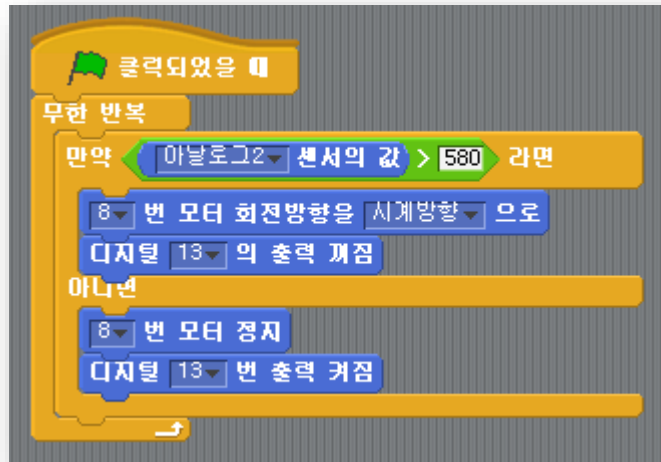 클릭되었을 때
무한 반복
만약 아날로그2 센서의 값 > 580 라면
8 번 모터 회전방향을 시계방향 으로
디지털 13 의 출력 꺼짐
아니면
8 번 모터 정지
디지털 13 번 출력 켜짐